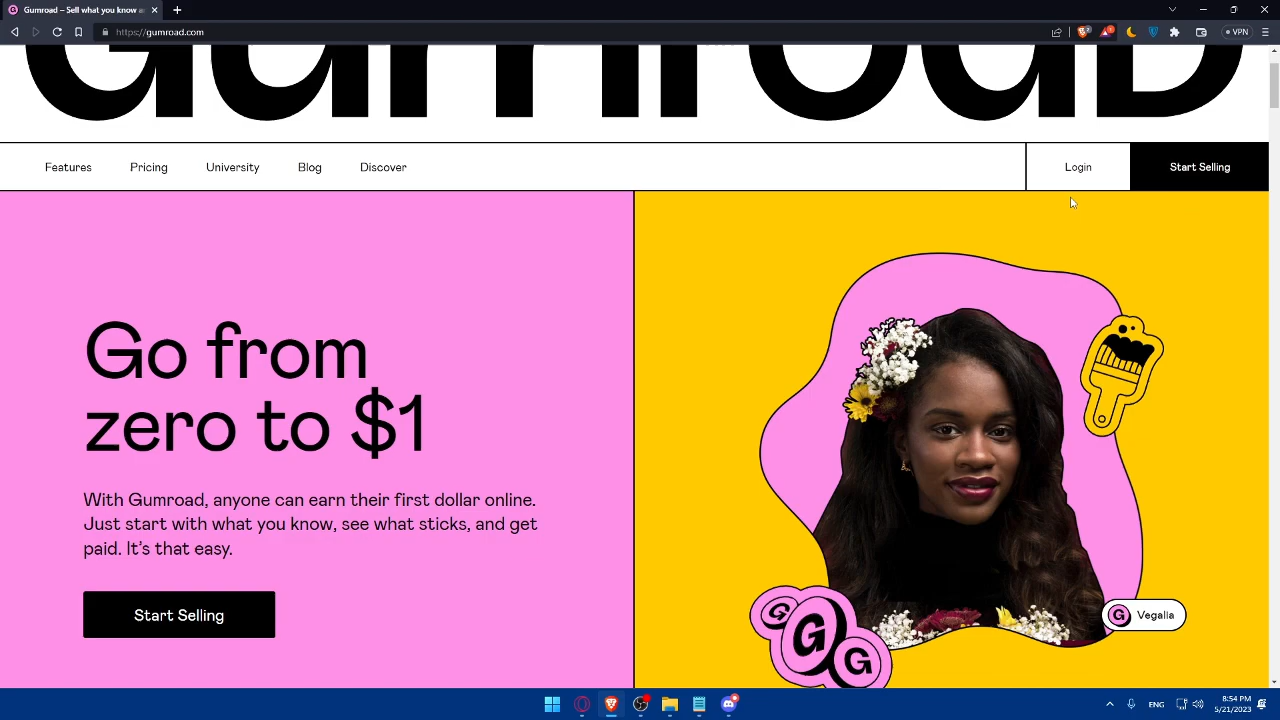 Gumroad – Sell what you know a
https://gumroad.com
VPN
Gumroad
Features
Pricing
University
Blog
Discover
Login
Start Selling
Go from
zero to $1
With Gumroad, anyone can earn their first dollar online.
Just start with what you know, see what sticks, and get
paid. It's that easy.
Start Selling
G
G
G
G Vegalia
ENG
8:54 PM
5/21/2023